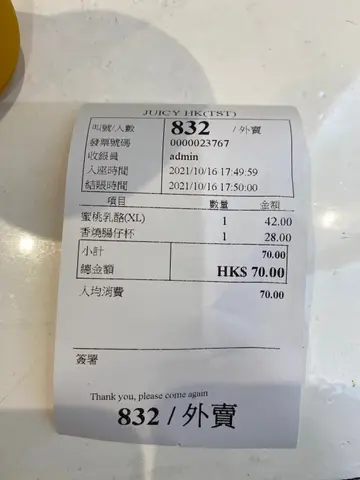 JUICY HK(TST)
叫號/人數 832 / 外賣
發票號碼 0000023767
收銀員 admin
入座時間 2021/10/16 17:49:59
結賬時間 2021/10/16 17:50:00
項目 數量 金額
蜜桃乳酪(XL) 1 42.00
香燒腸仔杯 1 28.00
小計 70.00
總金額 HK$ 70.00
人均消費 70.00
簽署
Thank you, please come again
832 / 外賣